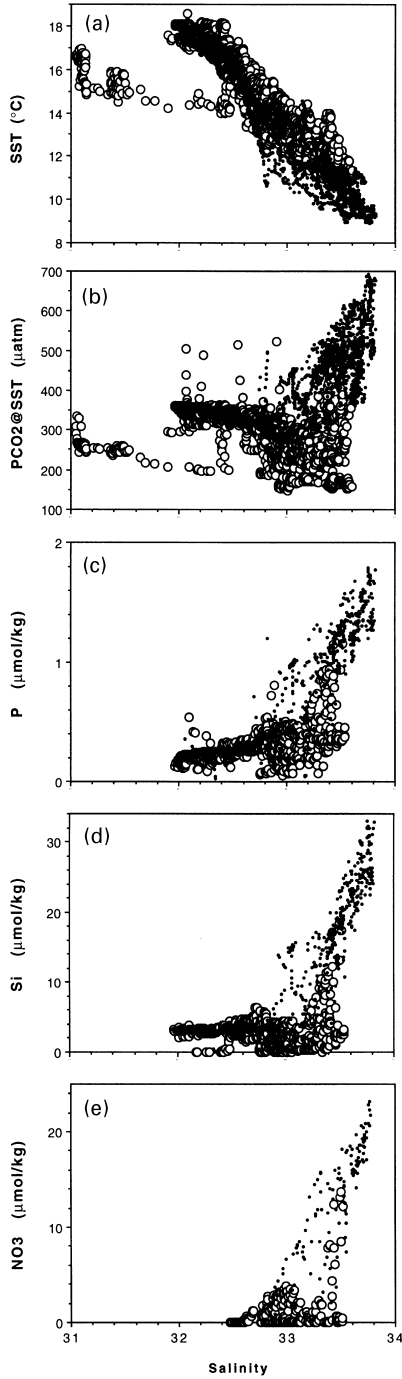 (a)
SST (°C)
18
16
14
12
10
8
(b)
PCO2@SST (µatm)
700
600
500
400
300
200
100
(c)
P (µmol/kg)
2
1
0
(d)
Si (µmol/kg)
30
20
10
0
(e)
NO3 (µmol/kg)
20
10
0
31 32 33 34
Salinity